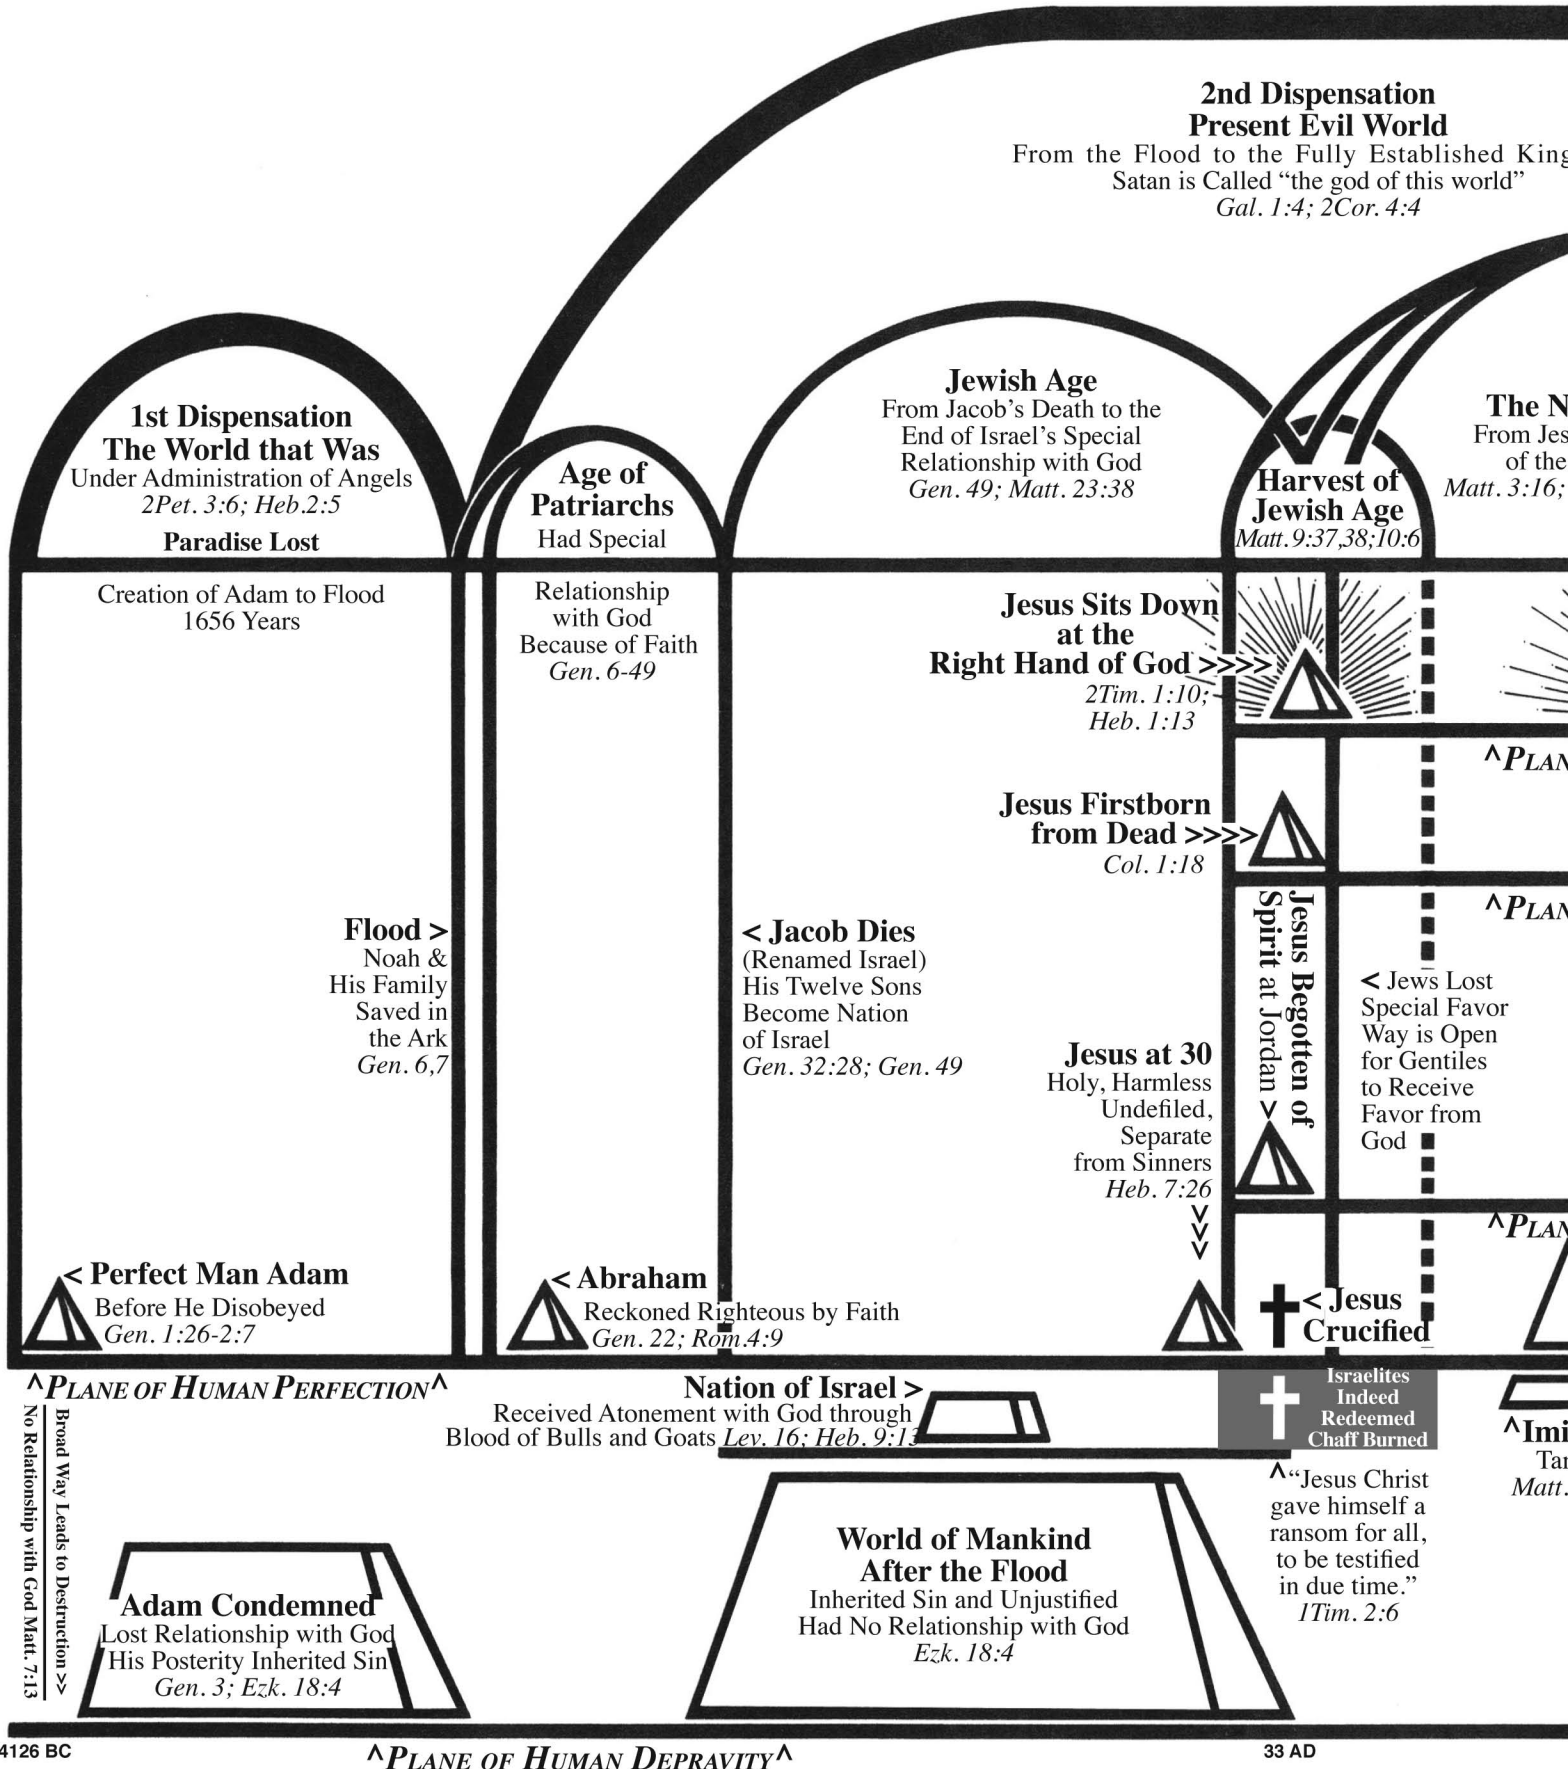 2nd Dispensation
Present Evil World
From the Flood to the Fully Established King
Satan is Called “the god of this world”
Gal. 1:4; 2Cor. 4:4
1st Dispensation
The World that Was
Under Administration of Angels
2Pet. 3:6; Heb.2:5
Paradise Lost
Creation of Adam to Flood
1656 Years
Age of
Patriarchs
Had Special
Relationship
with God
Because of Faith
Gen. 6-49
Jewish Age
From Jacob’s Death to the
End of Israel’s Special
Relationship with God
Gen. 49; Matt. 23:38
Harvest of
Jewish Age
Matt.9:37,38;10:6
The N
From Jes
of the
Matt. 3:16;
Jesus Sits Down
at the
Right Hand of God >>>>
2Tim. 1:10;
Heb. 1:13
^PLAN
Jesus Firstborn
from Dead >>>>
Col. 1:18
^PLAN
Flood >
Noah &
His Family
Saved in
the Ark
Gen. 6,7
< Jacob Dies
(Renamed Israel)
His Twelve Sons
Become Nation
of Israel
Gen. 32:28; Gen. 49
Jesus at 30
Holy, Harmless
Undefiled,
Separate
from Sinners
Heb. 7:26
>>>
Jesus Begotten of
Spirit at Jordan >
< Jews Lost
Special Favor
Way is Open
for Gentiles
to Receive
Favor from
God
^PLAN
< Perfect Man Adam
Before He Disobeyed
Gen. 1:26-2:7
< Abraham
Reckoned Righteous by Faith
Gen. 22; Rom.4:9
< Jesus
Crucified
^PLANE OF HUMAN PERFECTION^
Broad Way Leads to Destruction >>
No Relationship with God Matt. 7:13
Nation of Israel >
Received Atonement with God through
Blood of Bulls and Goats Lev. 16; Heb. 9:13
Israelites
Indeed
Redeemed
Chaff Burned
^Imi
Tar
Matt.
^“Jesus Christ
gave himself a
ransom for all,
to be testified
in due time.”
1Tim. 2:6
Adam Condemned
Lost Relationship with God
His Posterity Inherited Sin
Gen. 3; Ezk. 18:4
World of Mankind
After the Flood
Inherited Sin and Unjustified
Had No Relationship with God
Ezk. 18:4
4126 BC
^PLANE OF HUMAN DEPRAVITY^
33 AD